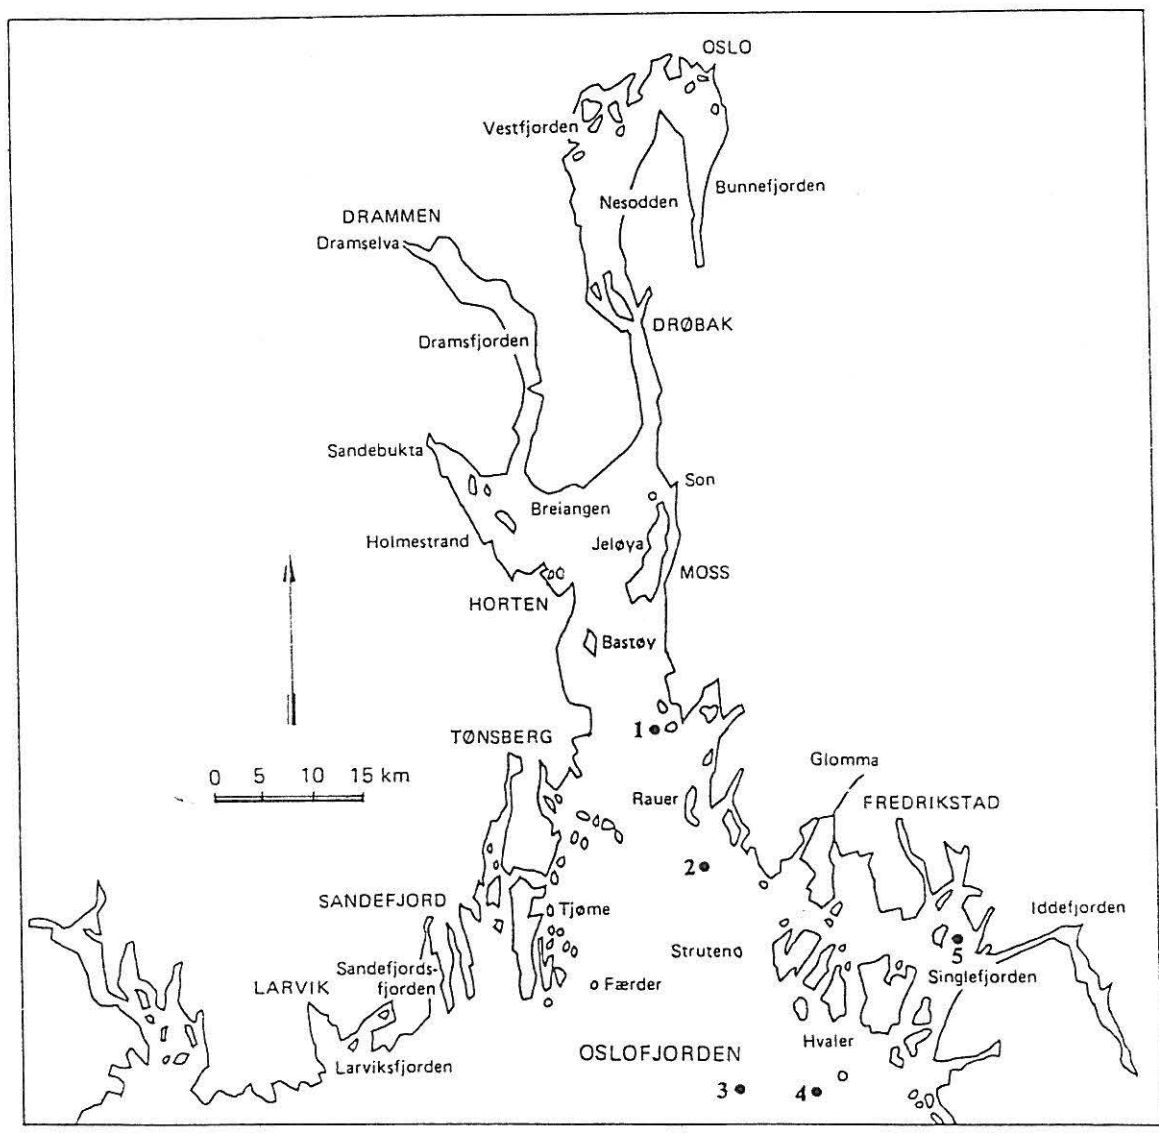 OSLO
Vestfjorden
Bunnefjorden
Nesodden
DRAMMEN
Dramselva
DRØBAK
Dramsfjorden
Sandebukta
Son
Breiangen
Holmestrand
Jeløya
MOSS
HORTEN
Bastøy
1
TØNSBERG
Glomma
0 5 10 15 km
Rauer
FREDRIKSTAD
2
SANDEFJORD
Tjøme
Iddefjorden
Struten
5
Sandefjords-
fjorden
Singlefjorden
LARVIK
Færder
Hvaler
OSLOFJORDEN
Larviksfjorden
3
4